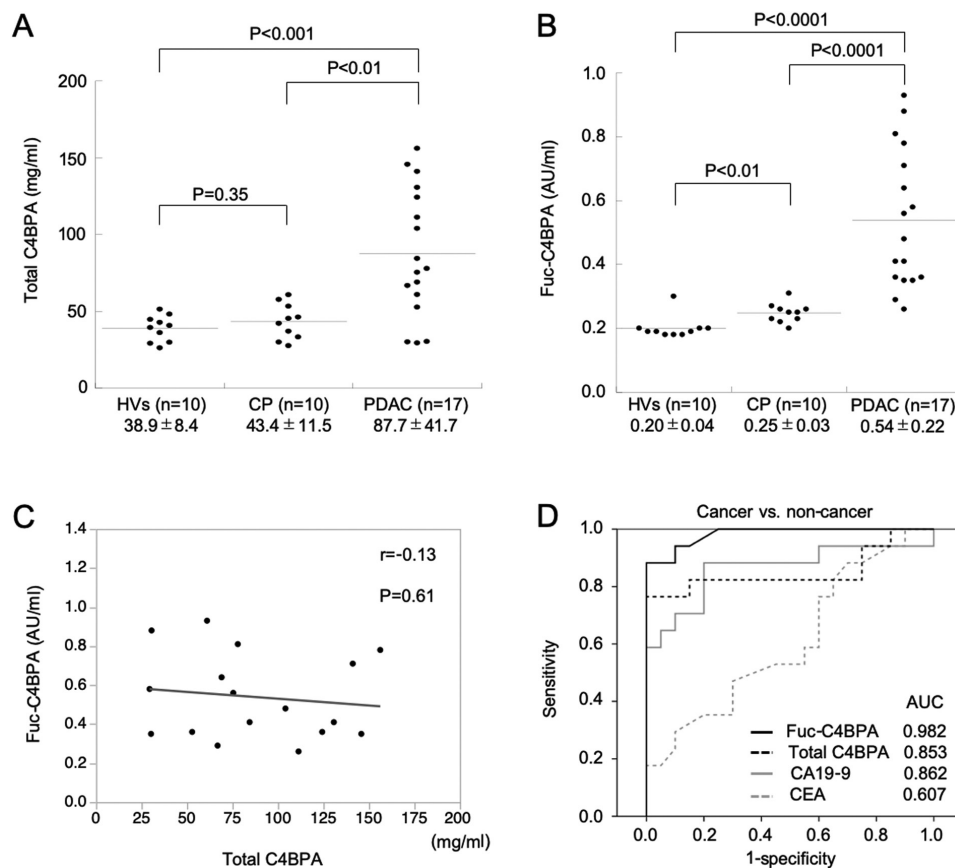 A
P<0.001
P<0.01
P=0.35
Total C4BPA (mg/ml)
200
150
100
50
0
HVs (n=10) CP (n=10) PDAC (n=17)
38.9±8.4 43.4±11.5 87.7±41.7
B
P<0.0001
P<0.0001
P<0.01
Fuc-C4BPA (AU/ml)
1.0
0.8
0.6
0.4
0.2
0.0
HVs (n=10) CP (n=10) PDAC (n=17)
0.20±0.04 0.25±0.03 0.54±0.22
C
r=-0.13
P=0.61
Fuc-C4BPA (AU/ml)
1.4
1.2
1.0
0.8
0.6
0.4
0.2
0.0
0 25 50 75 100 125 150 175 200
(mg/ml)
Total C4BPA
D
Cancer vs. non-cancer
Sensitivity
1.0
0.8
0.6
0.4
0.2
0.0
AUC
Fuc-C4BPA 0.982
Total C4BPA 0.853
CA19-9 0.862
CEA 0.607
0.0 0.2 0.4 0.6 0.8 1.0
1-specificity